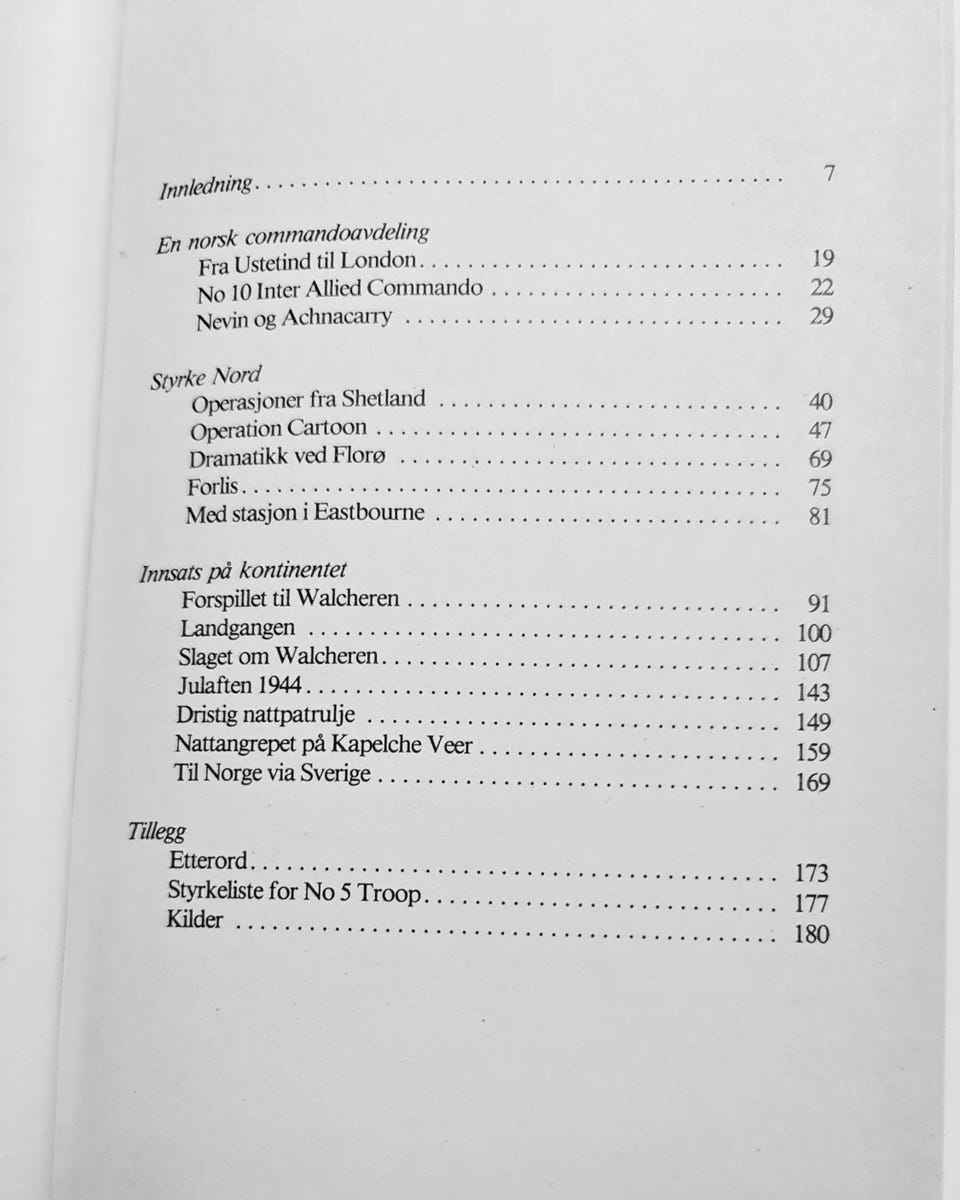 Innledning. . . . . . . . . . . . . . . . . . . . . . . . . . . . . . . . . . . . . . . . . . . . 7
En norsk commandoavdeling
Fra Ustetind til London. . . . . . . . . . . . . . . . . . . . . . . . . . . . . . 19
No 10 Inter Allied Commando . . . . . . . . . . . . . . . . . . . . . . . . 22
Nevin og Achnacarry . . . . . . . . . . . . . . . . . . . . . . . . . . . . . . . 29
Styrke Nord
Operasjoner fra Shetland . . . . . . . . . . . . . . . . . . . . . . . . . . . . 40
Operation Cartoon . . . . . . . . . . . . . . . . . . . . . . . . . . . . . . . . . 47
Dramatikk ved Florø . . . . . . . . . . . . . . . . . . . . . . . . . . . . . . . 69
Forlis. . . . . . . . . . . . . . . . . . . . . . . . . . . . . . . . . . . . . . . . . . . . 75
Med stasjon i Eastbourne . . . . . . . . . . . . . . . . . . . . . . . . . . . . 81
Innsats på kontinentet
Forspillet til Walcheren . . . . . . . . . . . . . . . . . . . . . . . . . . . . . . 91
Landgangen . . . . . . . . . . . . . . . . . . . . . . . . . . . . . . . . . . . . . . 100
Slaget om Walcheren. . . . . . . . . . . . . . . . . . . . . . . . . . . . . . . . 107
Julaften 1944. . . . . . . . . . . . . . . . . . . . . . . . . . . . . . . . . . . . . . 143
Dristig nattpatrulje . . . . . . . . . . . . . . . . . . . . . . . . . . . . . . . . . 149
Nattangrepet på Kapelche Veer . . . . . . . . . . . . . . . . . . . . . . . . 159
Til Norge via Sverige . . . . . . . . . . . . . . . . . . . . . . . . . . . . . . . . 169
Tillegg
Etterord. . . . . . . . . . . . . . . . . . . . . . . . . . . . . . . . . . . . . . . . . . 173
Styrkeliste for No 5 Troop. . . . . . . . . . . . . . . . . . . . . . . . . . . . 177
Kilder . . . . . . . . . . . . . . . . . . . . . . . . . . . . . . . . . . . . . . . . . . . 180